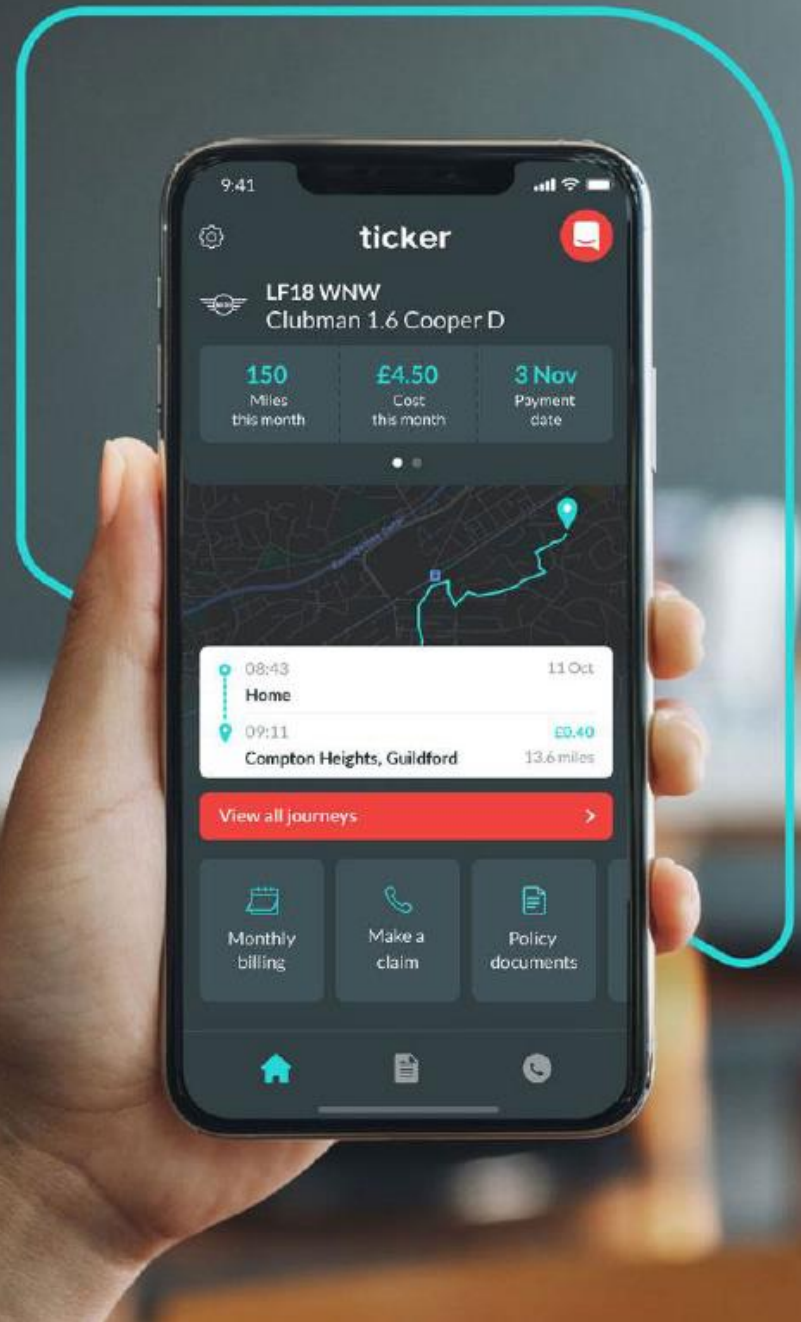 9:41
ticker
LF18 WNW
Clubman 1.6 Cooper D
150
Miles
this month
£4.50
Cost
this month
3 Nov
Payment
date
08:43
11 Oct
Home
09:11
£0.40
Compton Heights, Guildford
13.6 miles
View all journeys
Monthly
billing
Make a
claim
Policy
documents